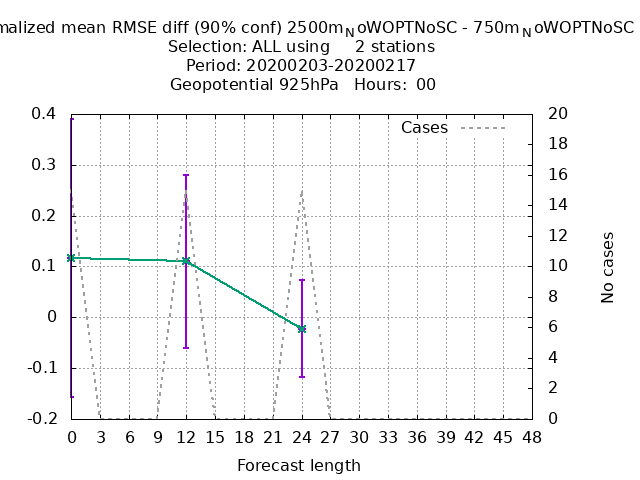 malized mean RMSE diff (90% conf) 2500mNoWOPTNoSC - 750mNoWOPTNoSC
Selection: ALL using 2 stations
Period: 20200203-20200217
Geopotential 925hPa Hours: 00
Cases
0.4
0.3
0.2
0.1
0
-0.1
-0.2
20
18
16
14
12
10
8
6
4
2
0
No cases
0 3 6 9 12 15 18 21 24 27 30 33 36 39 42 45 48
Forecast length